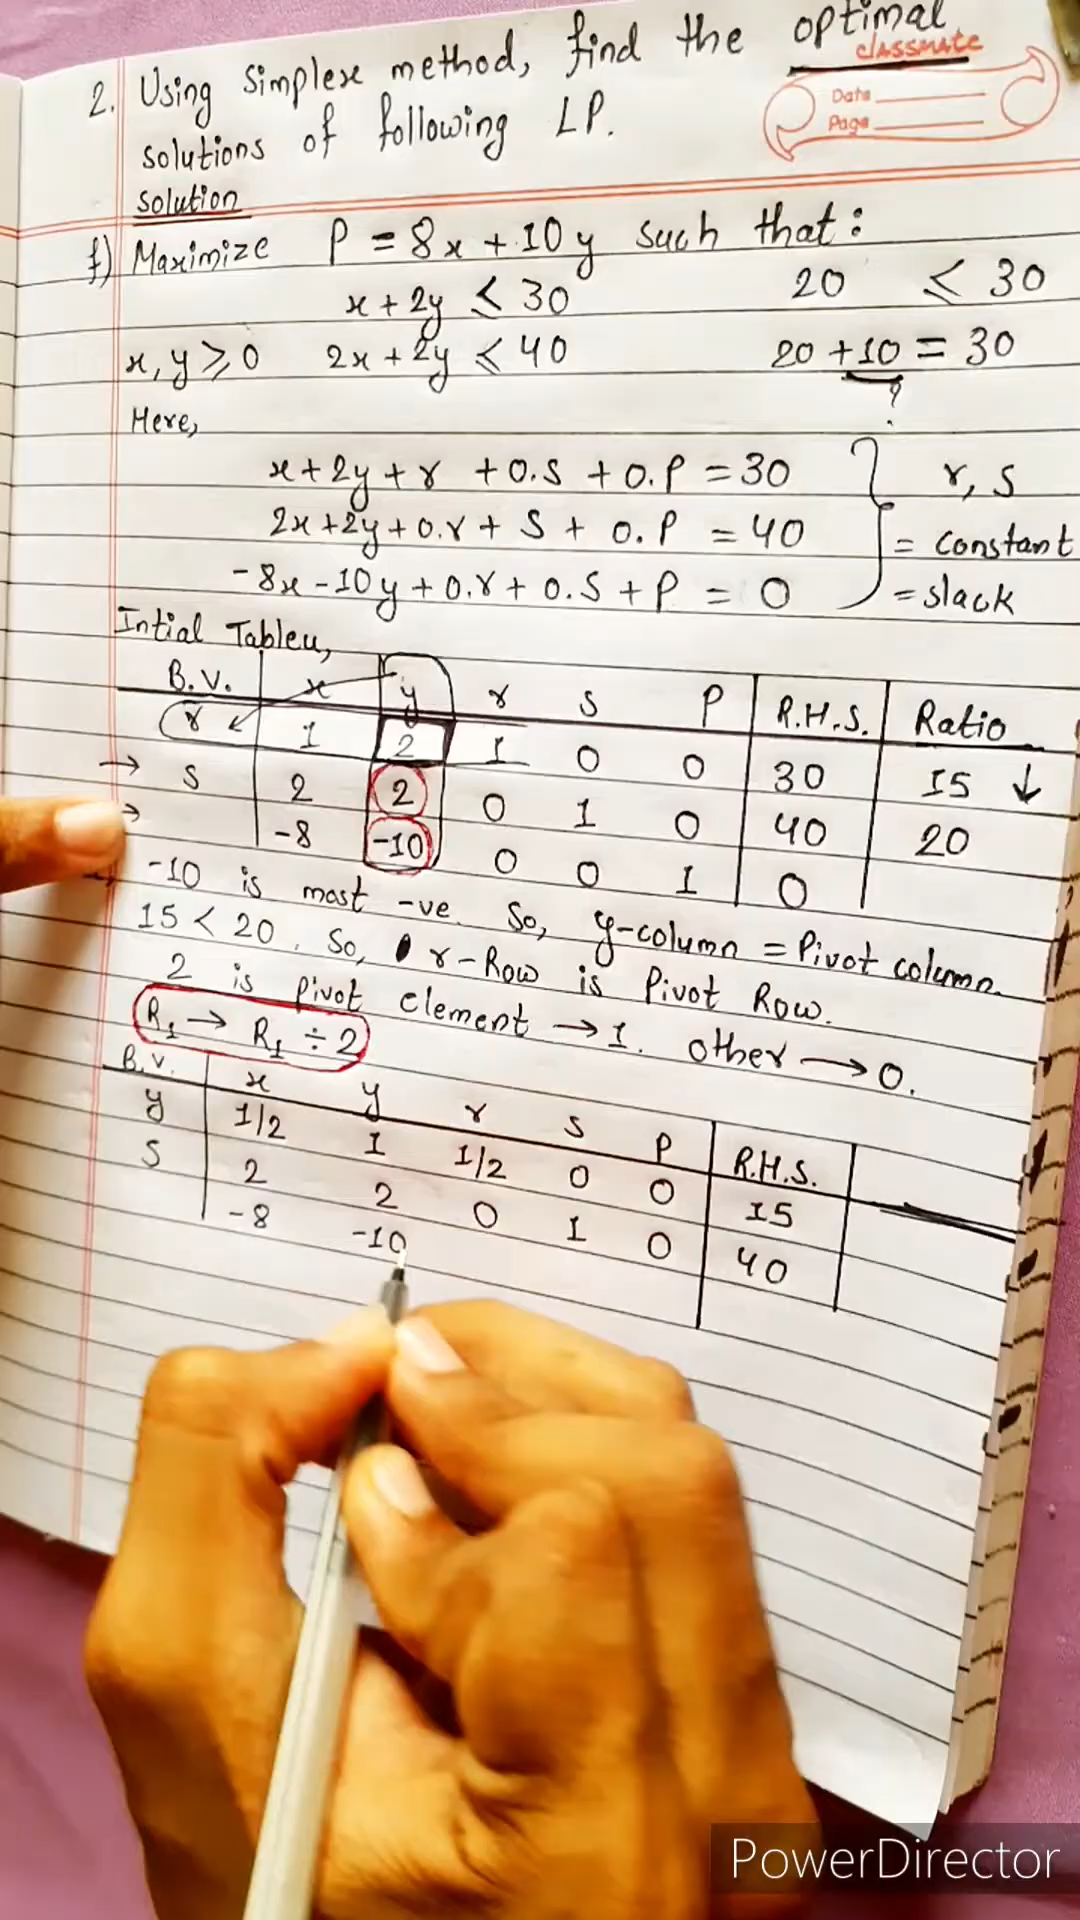 2. Using Simplex method, find the optimal
classmate
Date
Page
solutions of following LP.
solution
f) Maximize P = 8x + 10y such that:
x + 2y ≤ 30 20 ≤ 30
x, y ≥ 0 2x + 2y ≤ 40 20 + 10 = 30
?
Here,
x + 2y + r + 0.s + 0.P = 30 r, s
2x + 2y + 0.r + s + 0.P = 40 = constant
-8x - 10y + 0.r + 0.s + P = 0 = slack
Intial Tableu,
B.V. x y r s P R.H.S. Ratio
r 1 2 1 0 0 30 15 ↓
→ s 2 2 0 1 0 40 20
→ -8 -10 0 0 1 0
-10 is most -ve. So, y-column = Pivot column.
15 < 20. So, r-Row is Pivot Row.
2 is pivot element → 1. other → 0.
R1 → R1 ÷ 2
B.V. x y r s P R.H.S.
y 1/2 1 1/2 0 0 15
s 2 2 0 1 0 40
-8 -10
PowerDirector